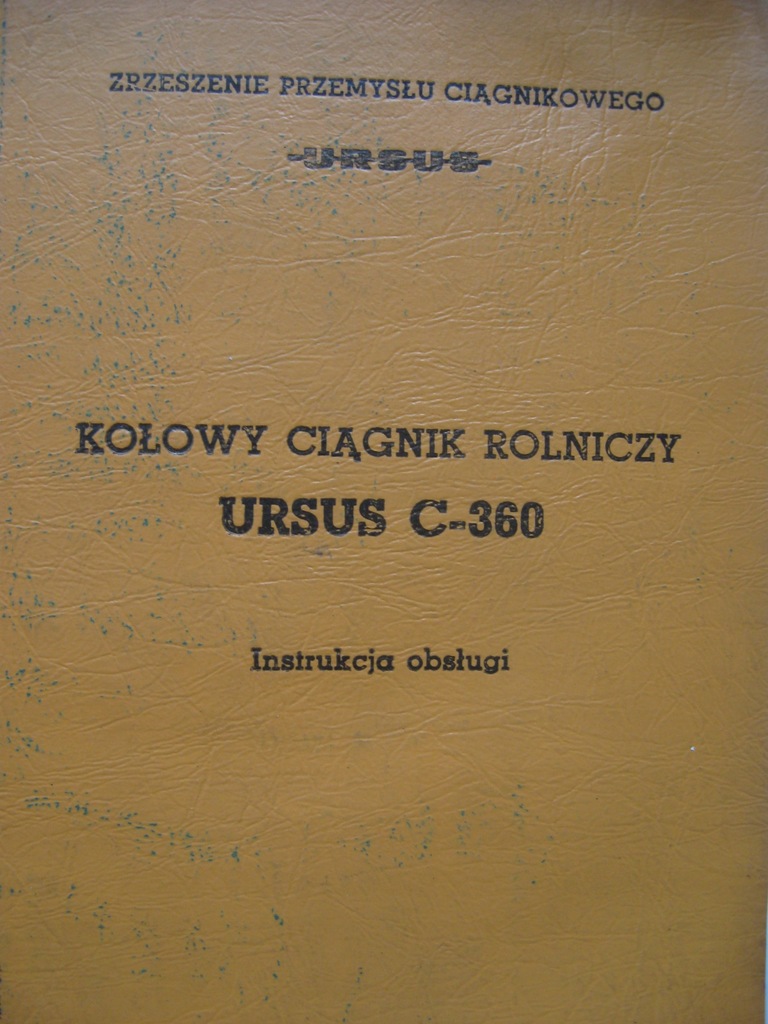 ZRZESZENIE PRZEMYSŁU CIĄGNIKOWEGO
URSUS
KOŁOWY CIĄGNIK ROLNICZY
URSUS C-360
Instrukcja obsługi